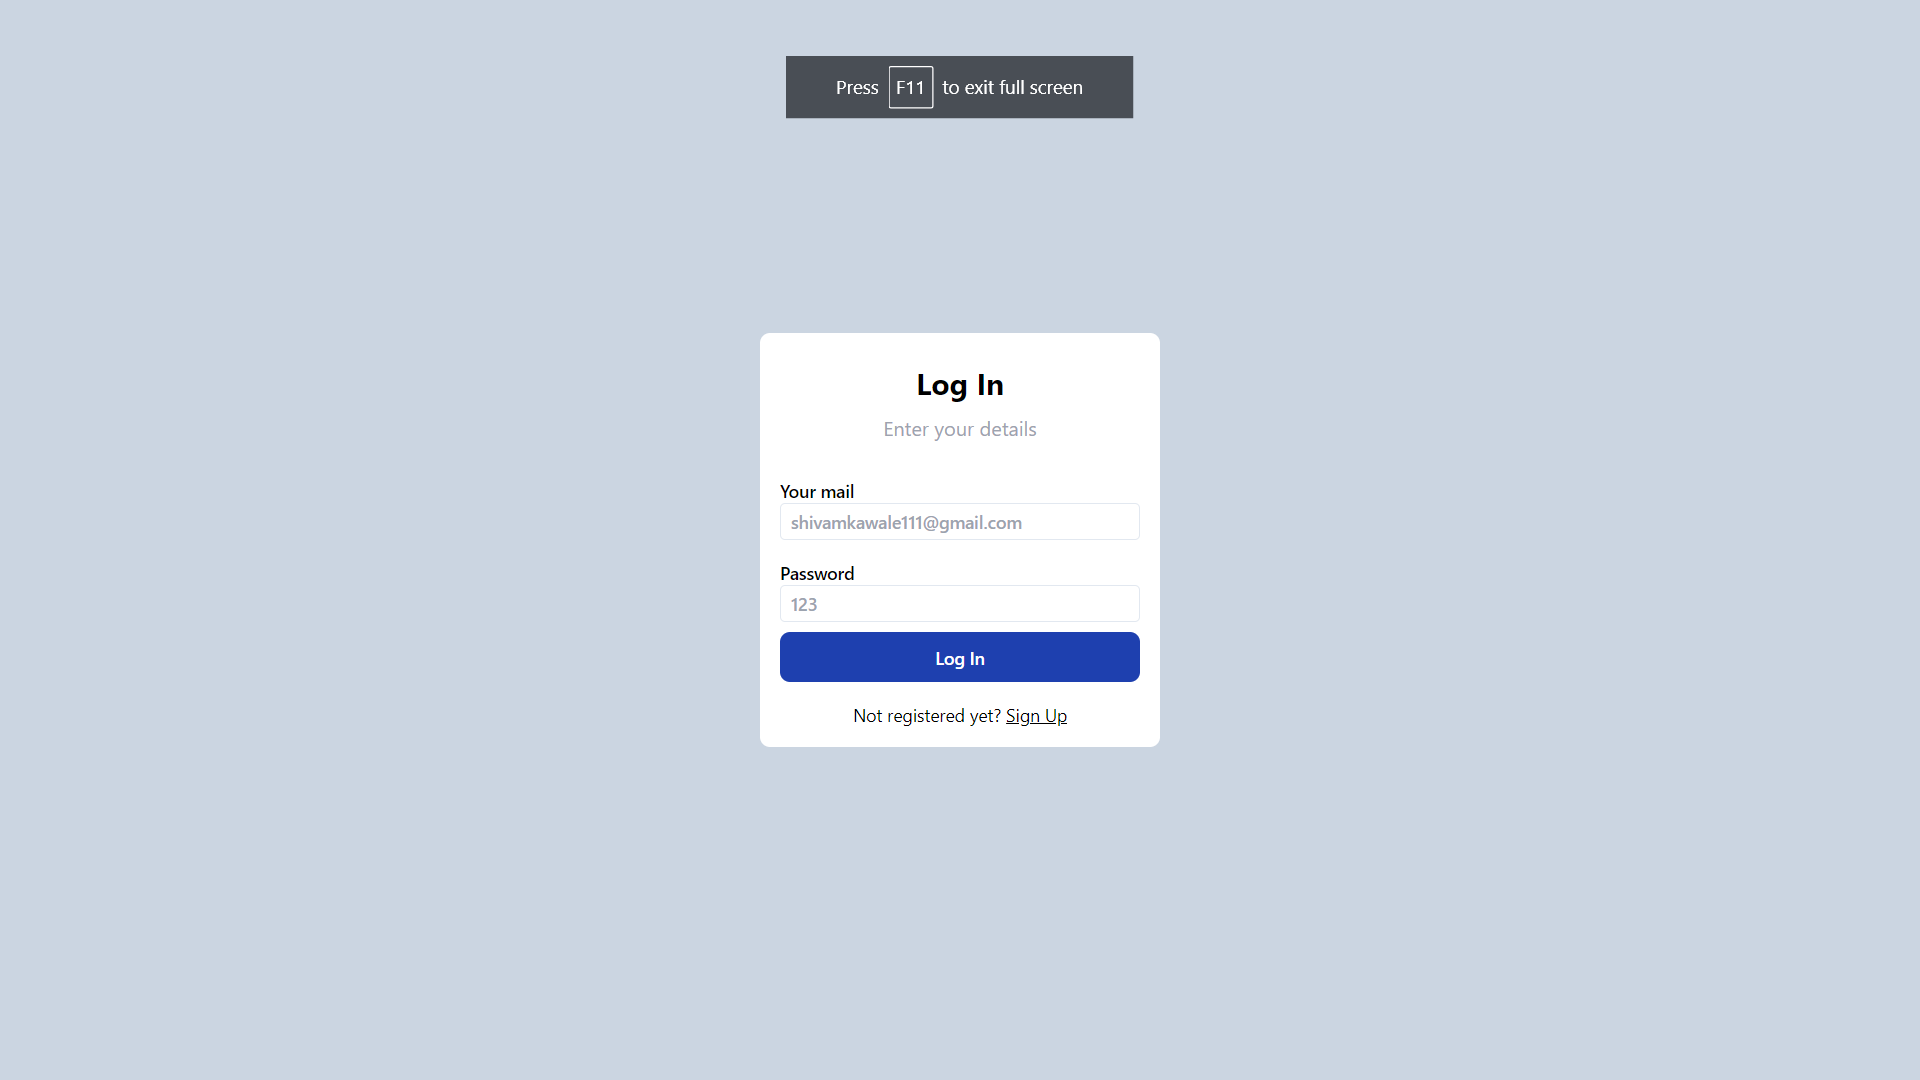 Press F11 to exit full screen
Log In
Enter your details
Your mail
shivamkawale111@gmail.com
Password
123
Log In
Not registered yet? Sign Up